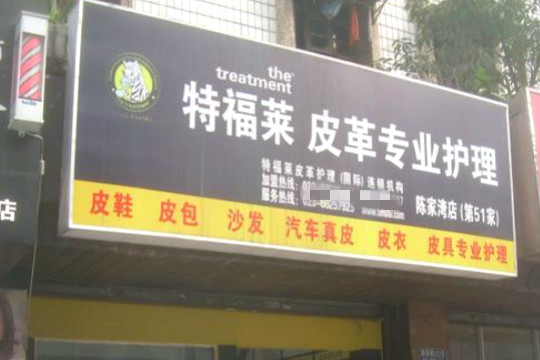 the
treatment
特福莱 皮革专业护理
特福莱皮革护理(国际)连锁机构
加盟热线：
服务热线：
陈家湾店(第51家)
皮鞋 皮包 沙发 汽车真皮 皮衣 皮具专业护理
店